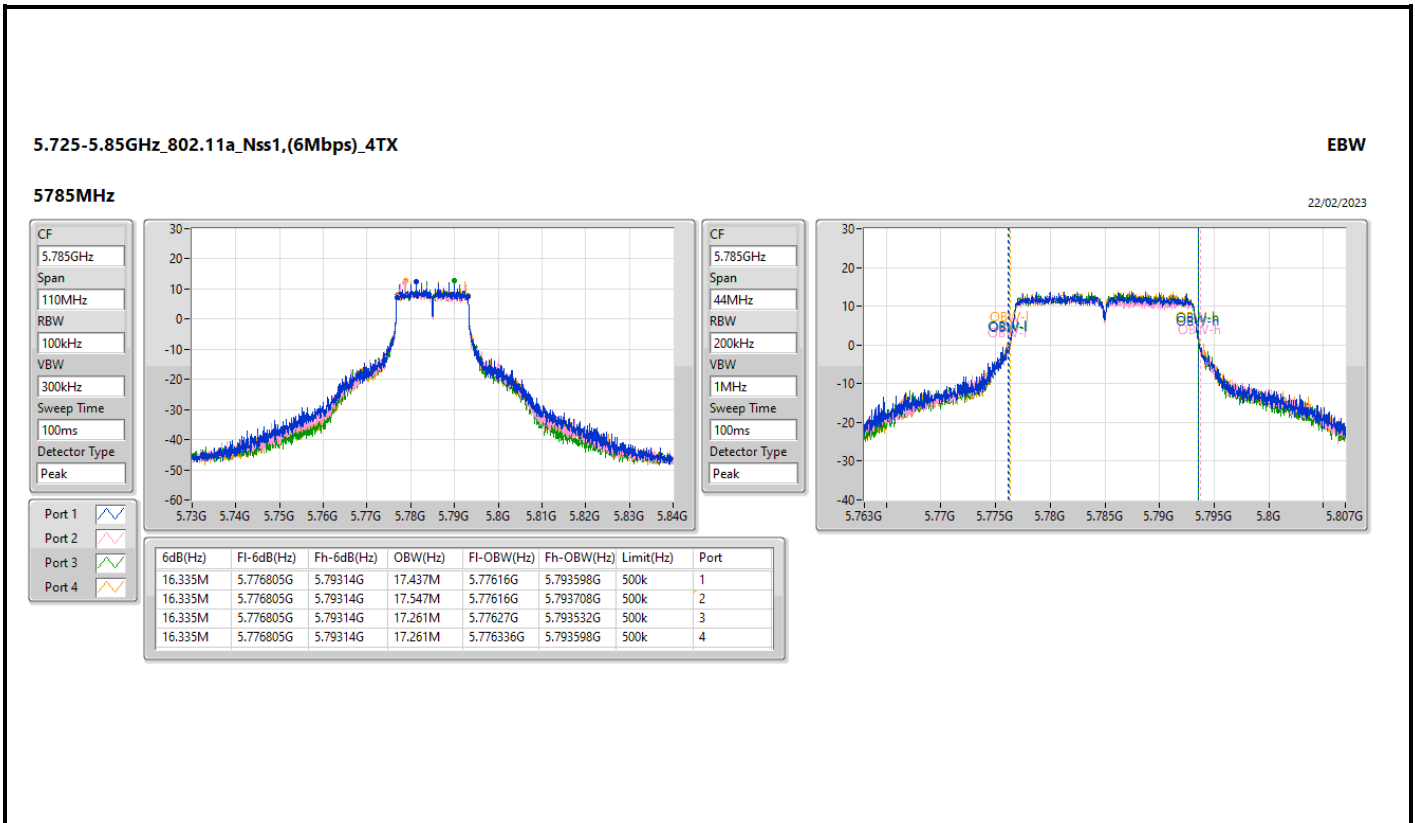 5.725-5.85GHz_802.11a_Nss1,(6Mbps)_4TX
EBW
5785MHz
22/02/2023
CF
5.785GHz
Span
110MHz
RBW
100kHz
VBW
300kHz
Sweep Time
100ms
Detector Type
Peak
Port 1
Port 2
Port 3
Port 4
30
20
10
0
-10
-20
-30
-40
-50
-60
5.73G 5.74G 5.75G 5.76G 5.77G 5.78G 5.79G 5.8G 5.81G 5.82G 5.83G 5.84G
CF
5.785GHz
Span
44MHz
RBW
200kHz
VBW
1MHz
Sweep Time
100ms
Detector Type
Peak
30
20
10
0
-10
-20
-30
-40
OBW-l
OBW-l
OBW-l
OBW-h
OBW-h
OBW-h
5.763G 5.77G 5.775G 5.78G 5.785G 5.79G 5.795G 5.8G 5.807G
6dB(Hz) Fl-6dB(Hz) Fh-6dB(Hz) OBW(Hz) Fl-OBW(Hz) Fh-OBW(Hz) Limit(Hz) Port
16.335M 5.776805G 5.79314G 17.437M 5.77616G 5.793598G 500k 1
16.335M 5.776805G 5.79314G 17.547M 5.77616G 5.793708G 500k 2
16.335M 5.776805G 5.79314G 17.261M 5.77627G 5.793532G 500k 3
16.335M 5.776805G 5.79314G 17.261M 5.776336G 5.793598G 500k 4